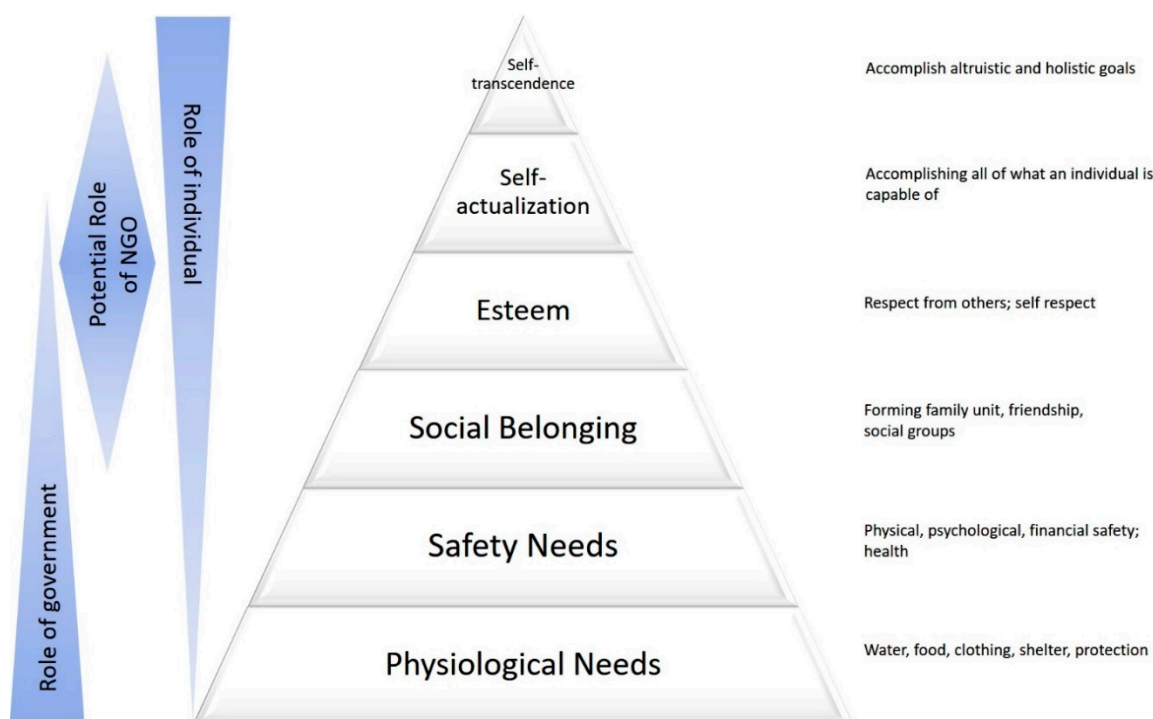 Role of government
Potential Role
of NGO
Role of individual
Self-
transcendence
Accomplish altruistic and holistic goals
Self-
actualization
Accomplishing all of what an individual is
capable of
Esteem
Respect from others; self respect
Social Belonging
Forming family unit, friendship,
social groups
Safety Needs
Physical, psychological, financial safety;
health
Physiological Needs
Water, food, clothing, shelter, protection